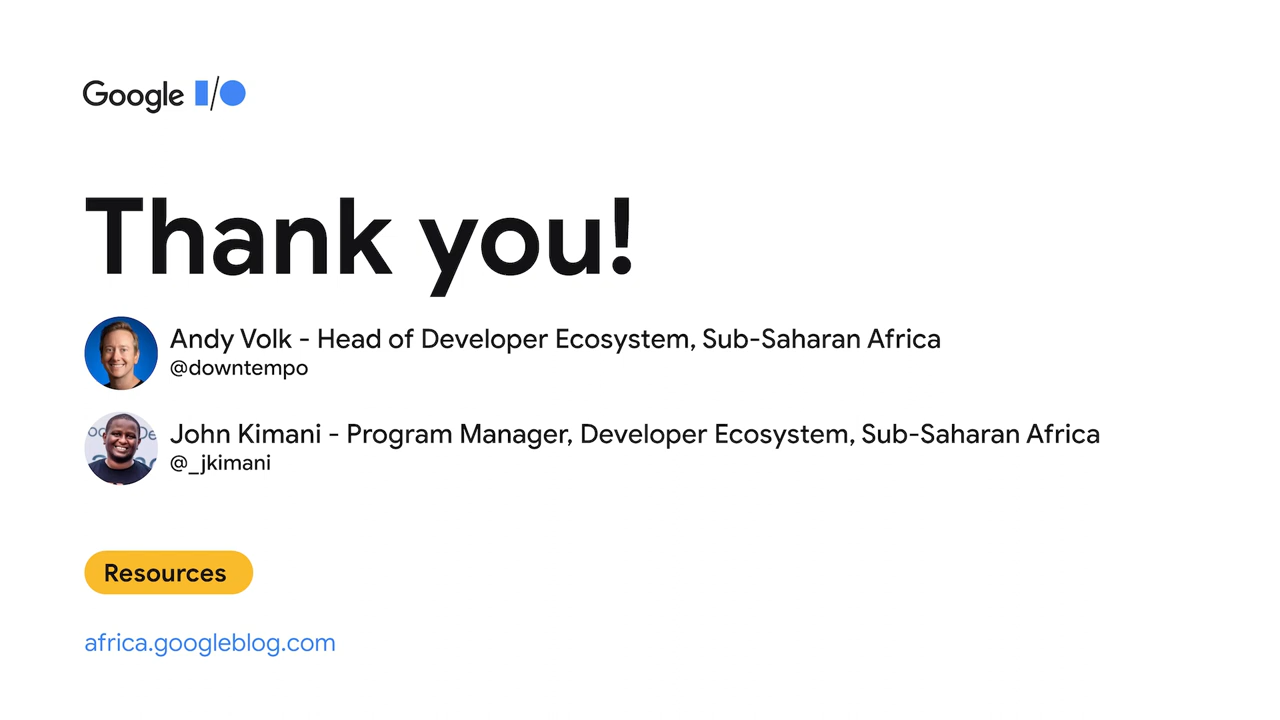 Google I/O
Thank you!
Andy Volk - Head of Developer Ecosystem, Sub-Saharan Africa
@downtempo
John Kimani - Program Manager, Developer Ecosystem, Sub-Saharan Africa
@_jkimani
Resources
africa.googleblog.com